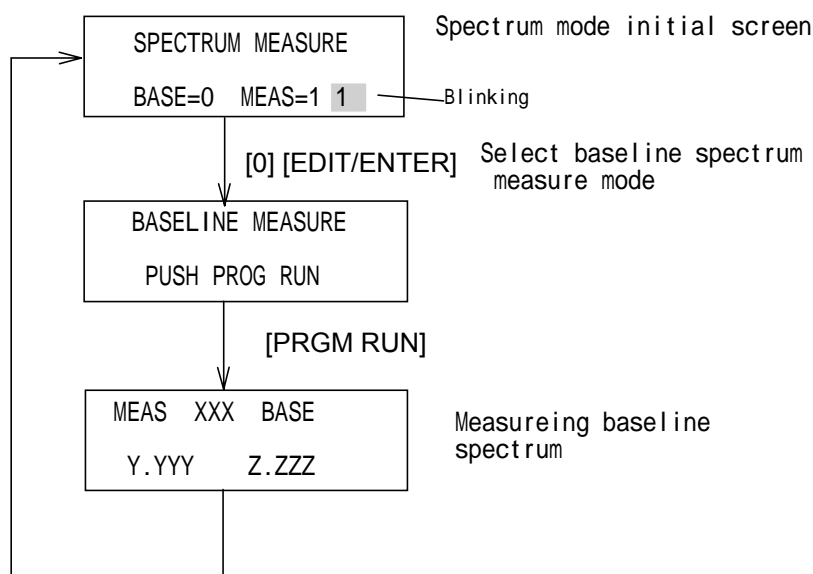 SPECTRUM MEASURE
Spectrum mode initial screen
BASE=0 MEAS=1 1
Blinking
[0] [EDIT/ENTER]
Select baseline spectrum
measure mode
BASELINE MEASURE
PUSH PROG RUN
[PRGM RUN]
MEAS XXX BASE
Y.YYY Z.ZZZ
Measureing baseline
spectrum